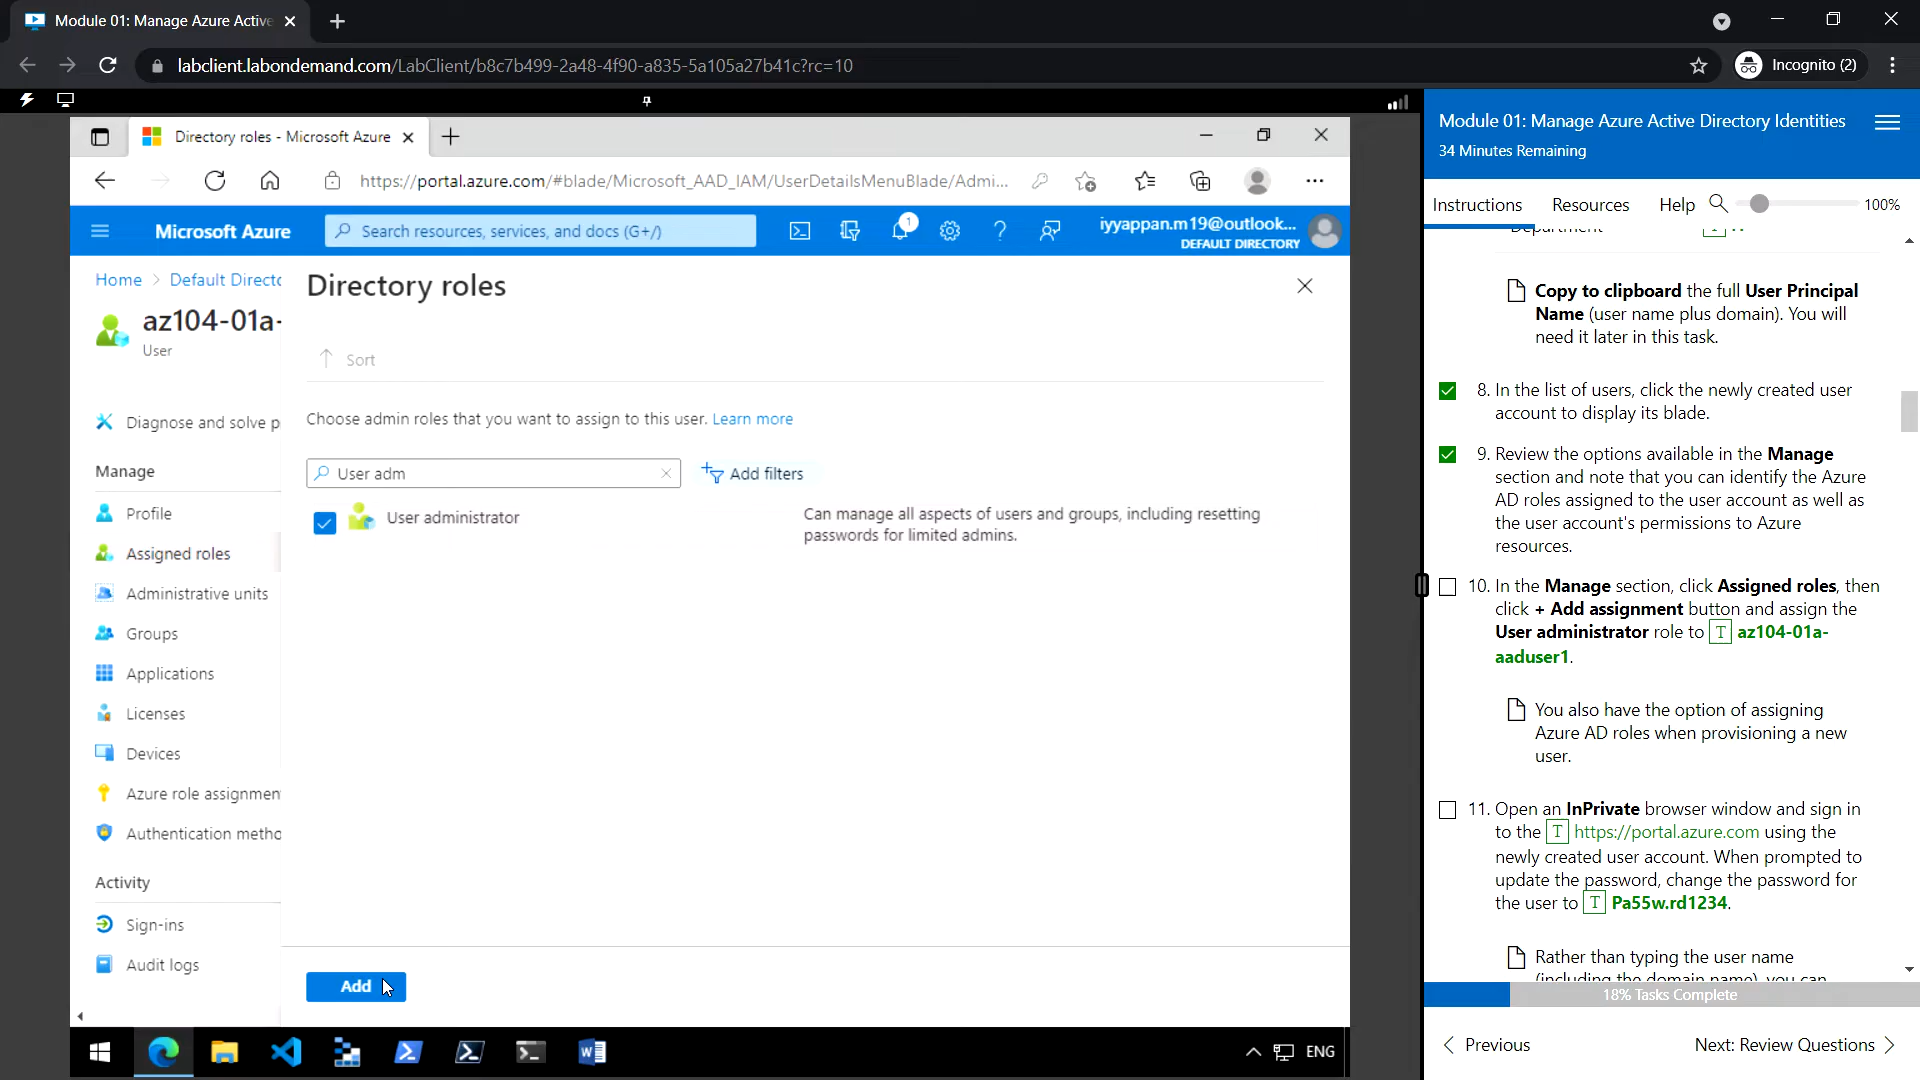 Module 01: Manage Azure Active
labclient.labondemand.com/LabClient/b8c7b499-2a48-4f90-a835-5a105a27b41c?rc=10
Incognito (2)
Directory roles - Microsoft Azure
https://portal.azure.com/#blade/Microsoft_AAD_IAM/UserDetailsMenuBlade/Admi...
Microsoft Azure
Search resources, services, and docs (G+/)
1
iyyappan.m19@outlook...
DEFAULT DIRECTORY
Home > Default Directo
az104-01a-
User
Diagnose and solve p
Manage
Profile
Assigned roles
Administrative units
Groups
Applications
Licenses
Devices
Azure role assignmen
Authentication metho
Activity
Sign-ins
Audit logs
Directory roles
Sort
Choose admin roles that you want to assign to this user. Learn more
User adm
Add filters
User administrator
Can manage all aspects of users and groups, including resetting
passwords for limited admins.
Add
ENG
Module 01: Manage Azure Active Directory Identities
34 Minutes Remaining
Instructions
Resources
Help
100%
Department
Copy to clipboard the full User Principal
Name (user name plus domain). You will
need it later in this task.
8. In the list of users, click the newly created user
account to display its blade.
9. Review the options available in the Manage
section and note that you can identify the Azure
AD roles assigned to the user account as well as
the user account's permissions to Azure
resources.
10. In the Manage section, click Assigned roles, then
click + Add assignment button and assign the
User administrator role to T az104-01a-
aaduser1.
You also have the option of assigning
Azure AD roles when provisioning a new
user.
11. Open an InPrivate browser window and sign in
to the T https://portal.azure.com using the
newly created user account. When prompted to
update the password, change the password for
the user to T Pa55w.rd1234.
Rather than typing the user name
(including the domain name), you can
18% Tasks Complete
Previous
Next: Review Questions